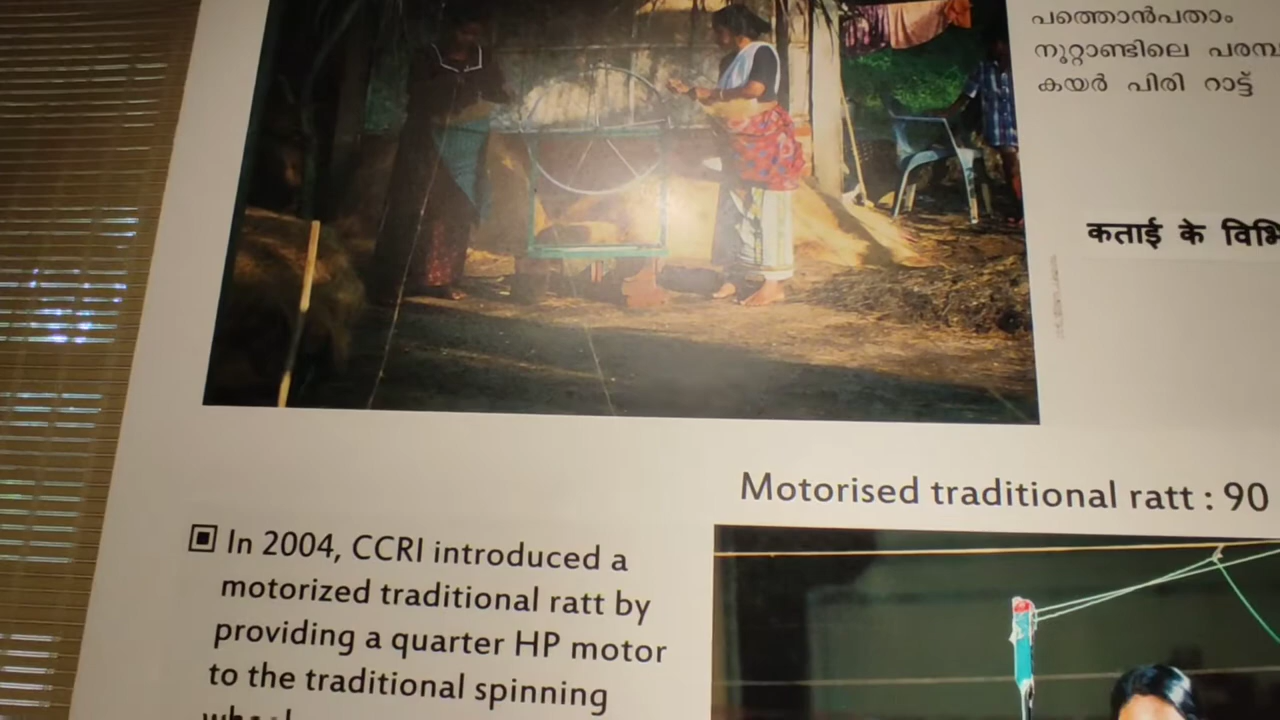 പത്തൊൻപതാം
നൂറ്റാണ്ടിലെ
കയർ പിരി റാട്ട്
कताई के
Motorised traditional ratt : 90
In 2004, CCRI introduced a
motorized traditional ratt by
providing a quarter HP motor
to the traditional spinning